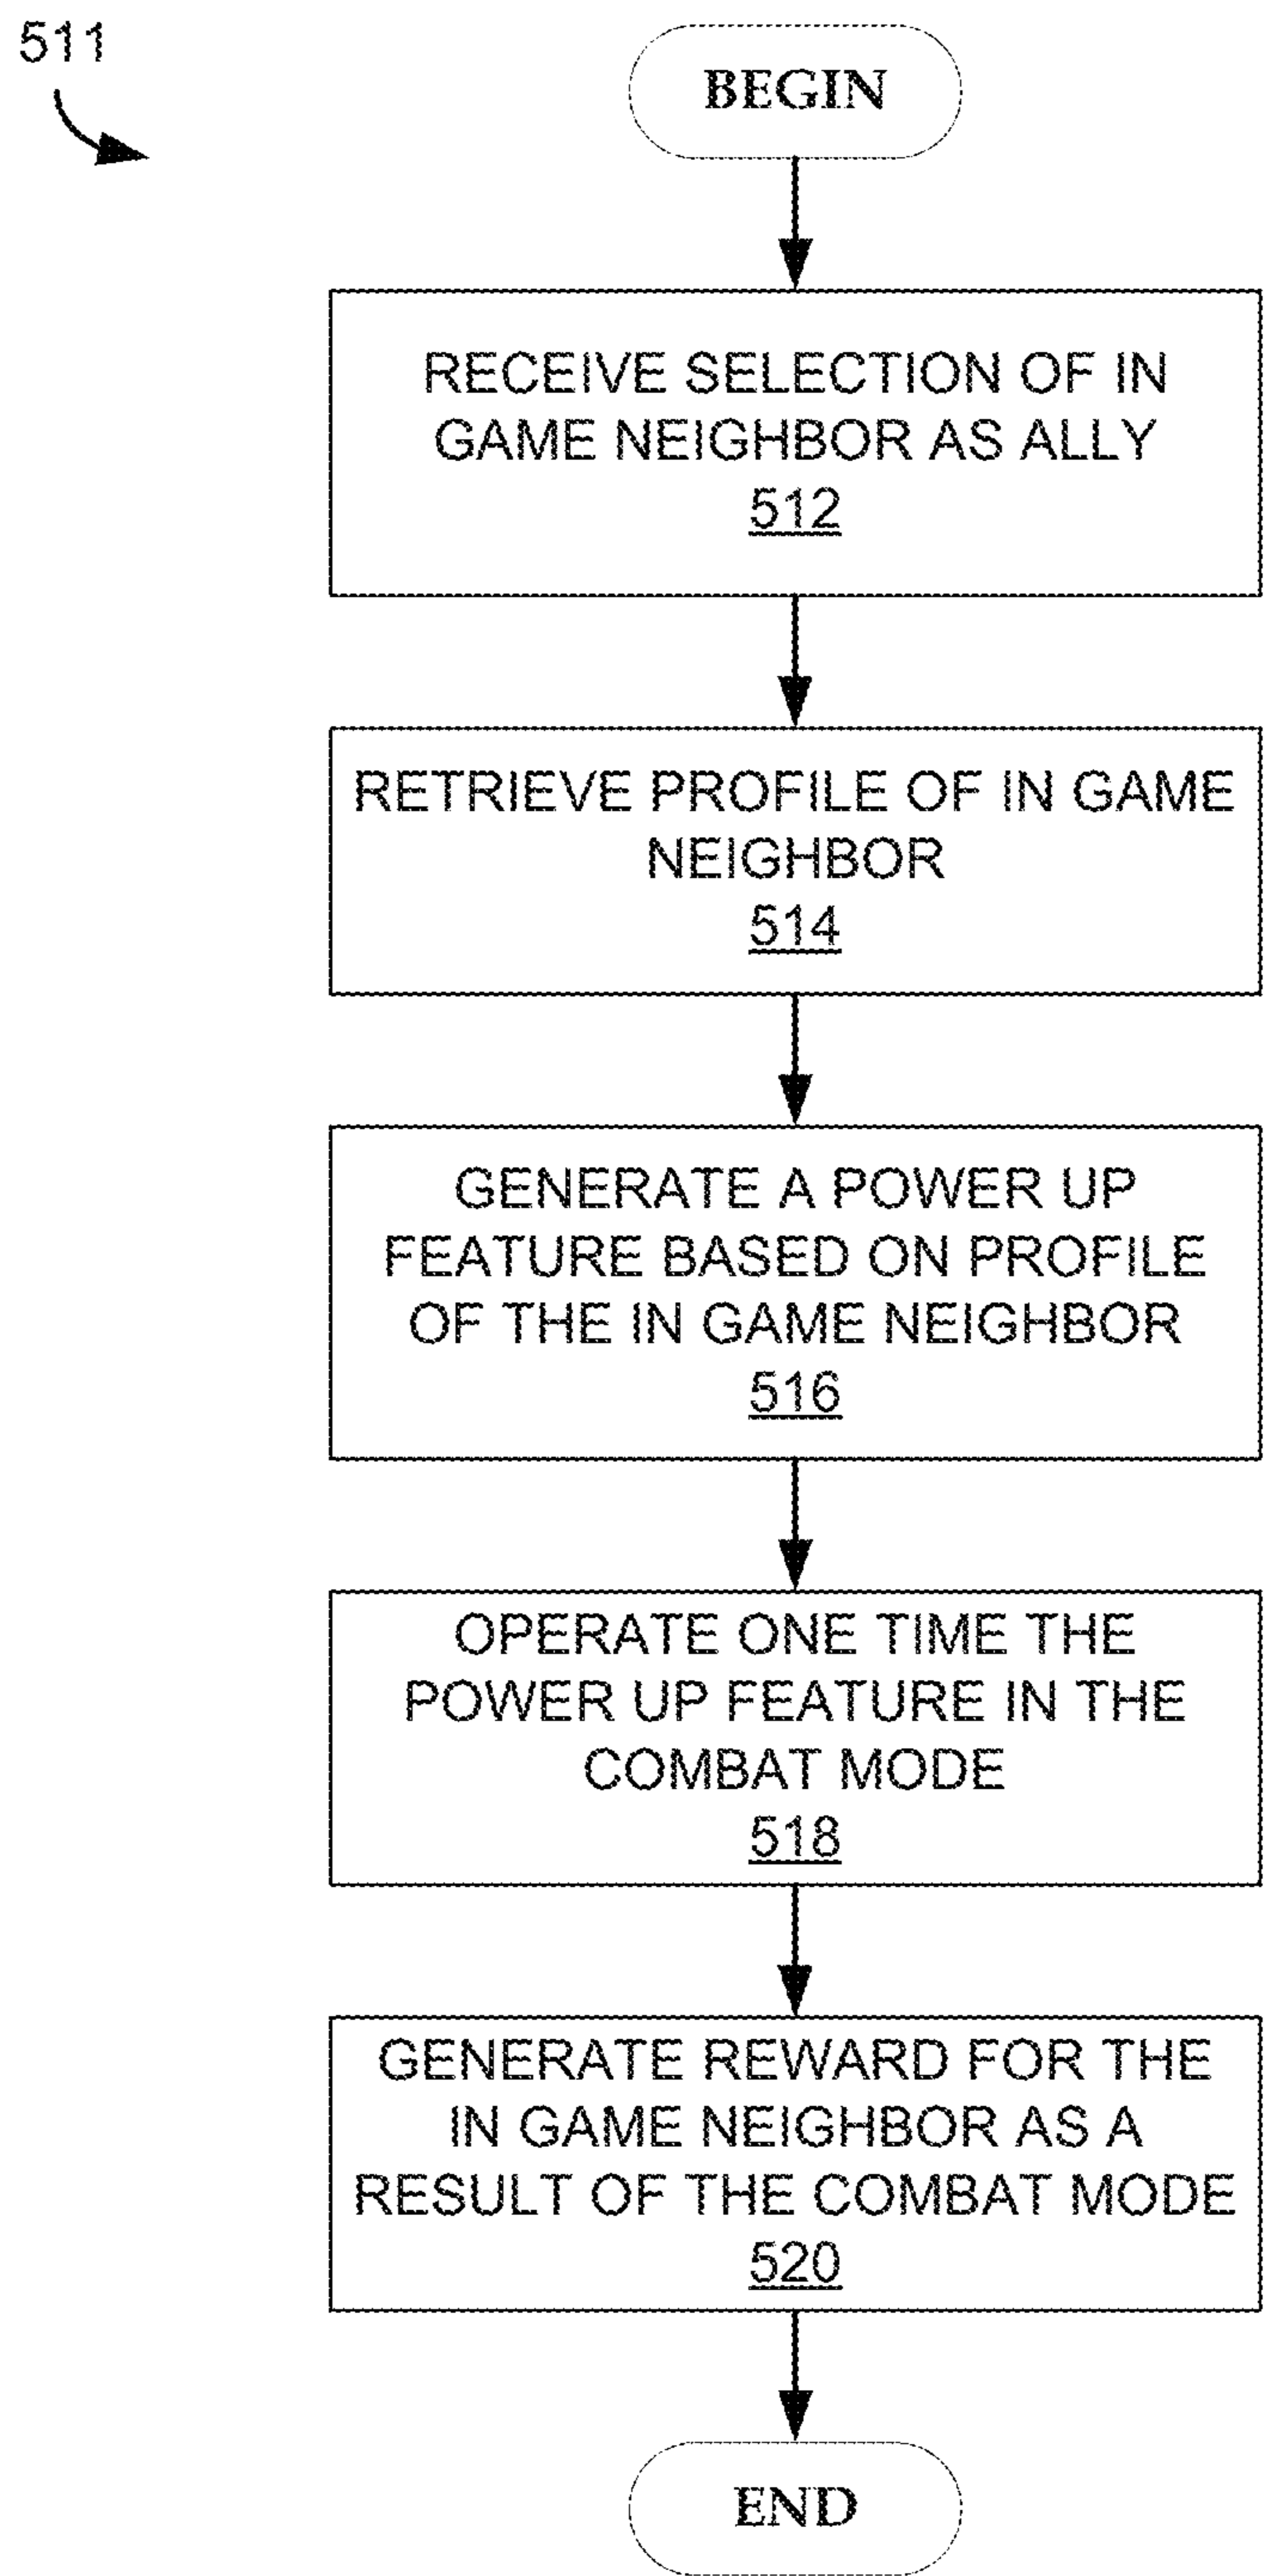 511
BEGIN
RECEIVE SELECTION OF IN
GAME NEIGHBOR AS ALLY
512
RETRIEVE PROFILE OF IN GAME
NEIGHBOR
514
GENERATE A POWER UP
FEATURE BASED ON PROFILE
OF THE IN GAME NEIGHBOR
516
OPERATE ONE TIME THE
POWER UP FEATURE IN THE
COMBAT MODE
518
GENERATE REWARD FOR THE
IN GAME NEIGHBOR AS A
RESULT OF THE COMBAT MODE
520
END